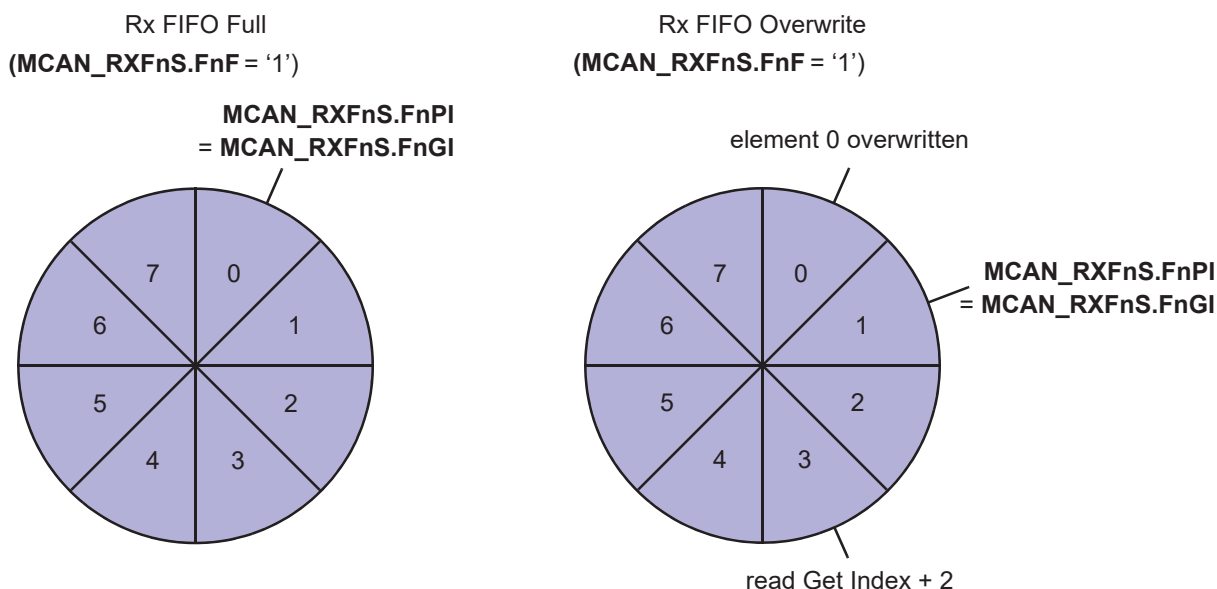 Rx FIFO Full
(MCAN_RXFnS.FnF = ‘1’)
MCAN_RXFnS.FnPI
= MCAN_RXFnS.FnGI
7 0
6 1
5 2
4 3
Rx FIFO Overwrite
(MCAN_RXFnS.FnF = ‘1’)
element 0 overwritten
MCAN_RXFnS.FnPI
= MCAN_RXFnS.FnGI
7 0
6 1
5 2
4 3
read Get Index + 2